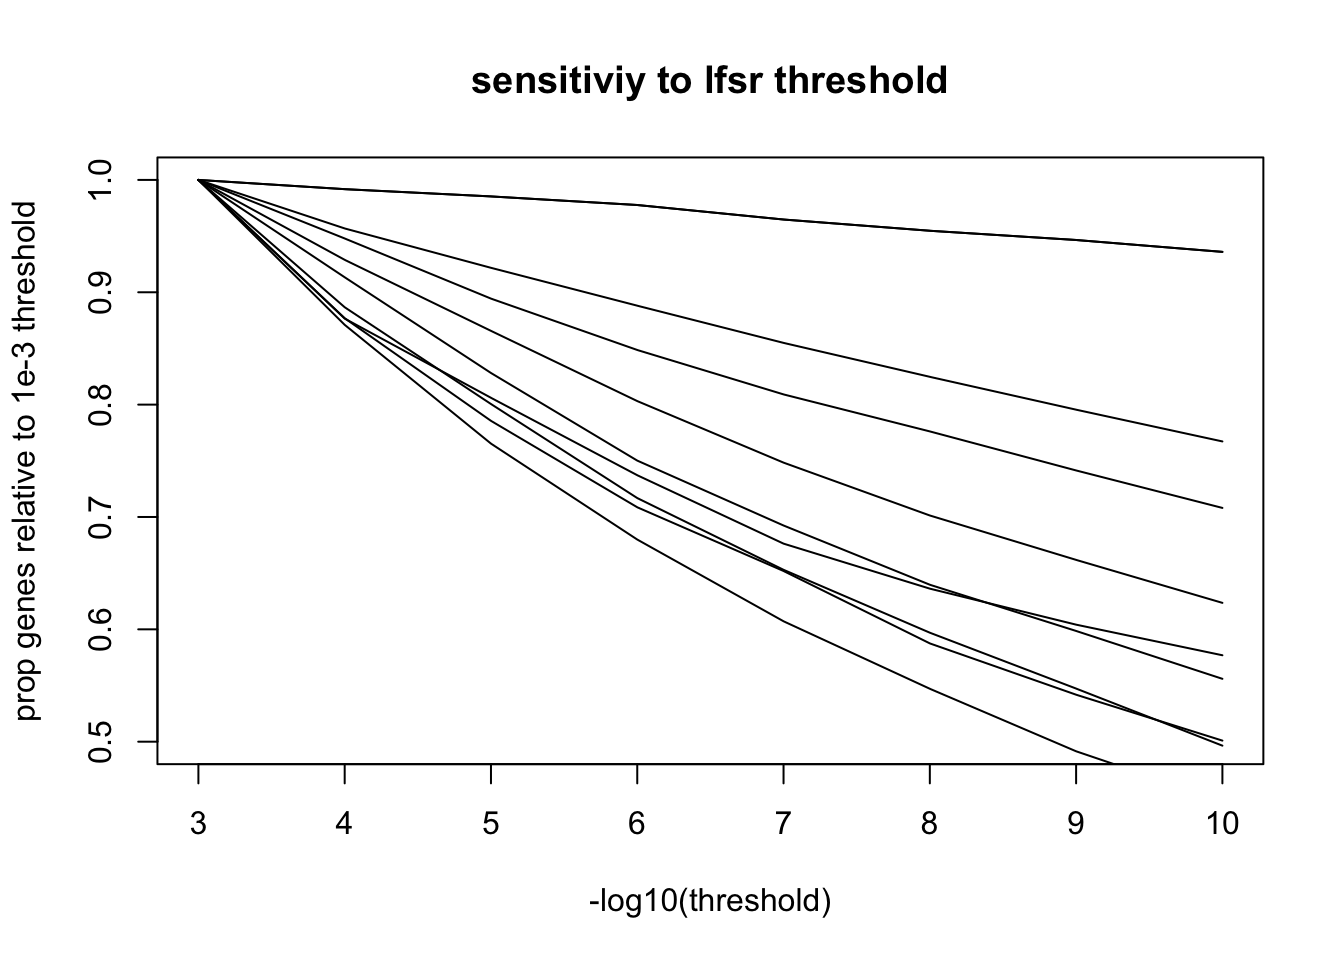 sensitiviy to lfsr threshold
prop genes relative to 1e-3 threshold
1.0
0.9
0.8
0.7
0.6
0.5
3 4 5 6 7 8 9 10
-log10(threshold)